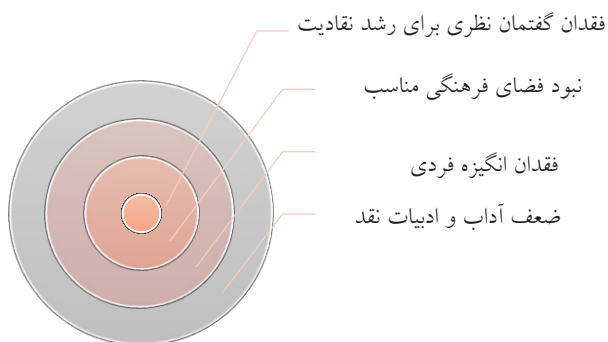 فقدان گفتمان نظری برای رشد نقادیت
نبود فضای فرهنگی مناسب
فقدان انگیزه فردی
ضعف آداب و ادبیات نقد